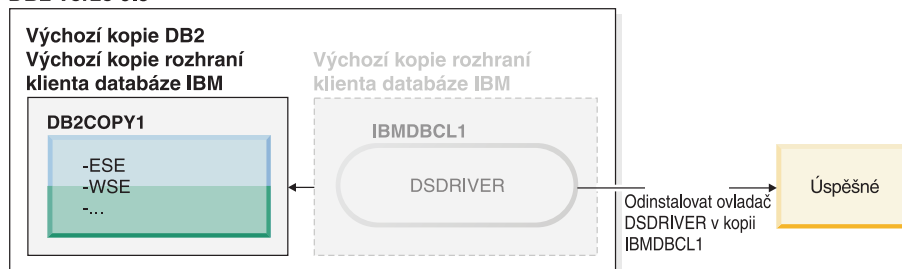 Výchozí kopie DB2
Výchozí kopie rozhraní
klienta databáze IBM
DB2COPY1
-ESE
-WSE
-...
Výchozí kopie rozhraní
klienta databáze IBM
IBMDBCL1
DSDRIVER
Odinstalovat ovladač
DSDRIVER v kopii
IBMDBCL1
Úspěšné